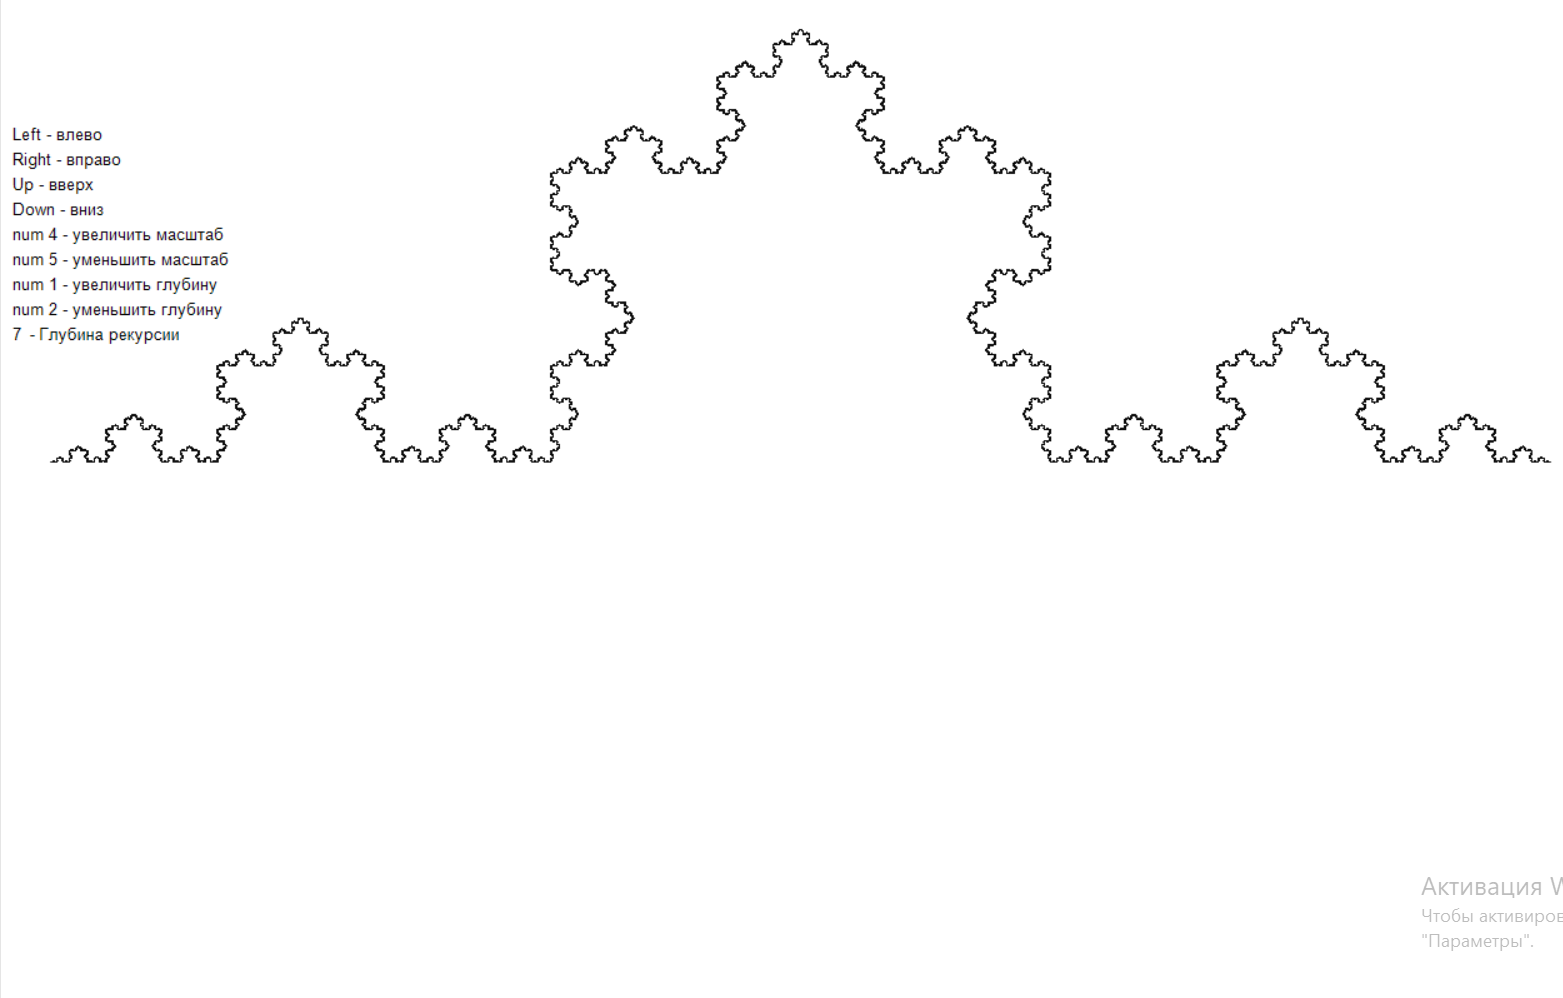 Left - влево
Right - вправо
Up - вверх
Down - вниз
num 4 - увеличить масштаб
num 5 - уменьшить масштаб
num 1 - увеличить глубину
num 2 - уменьшить глубину
7 - Глубина рекурсии
Активация W
Чтобы активиров
"Параметры".